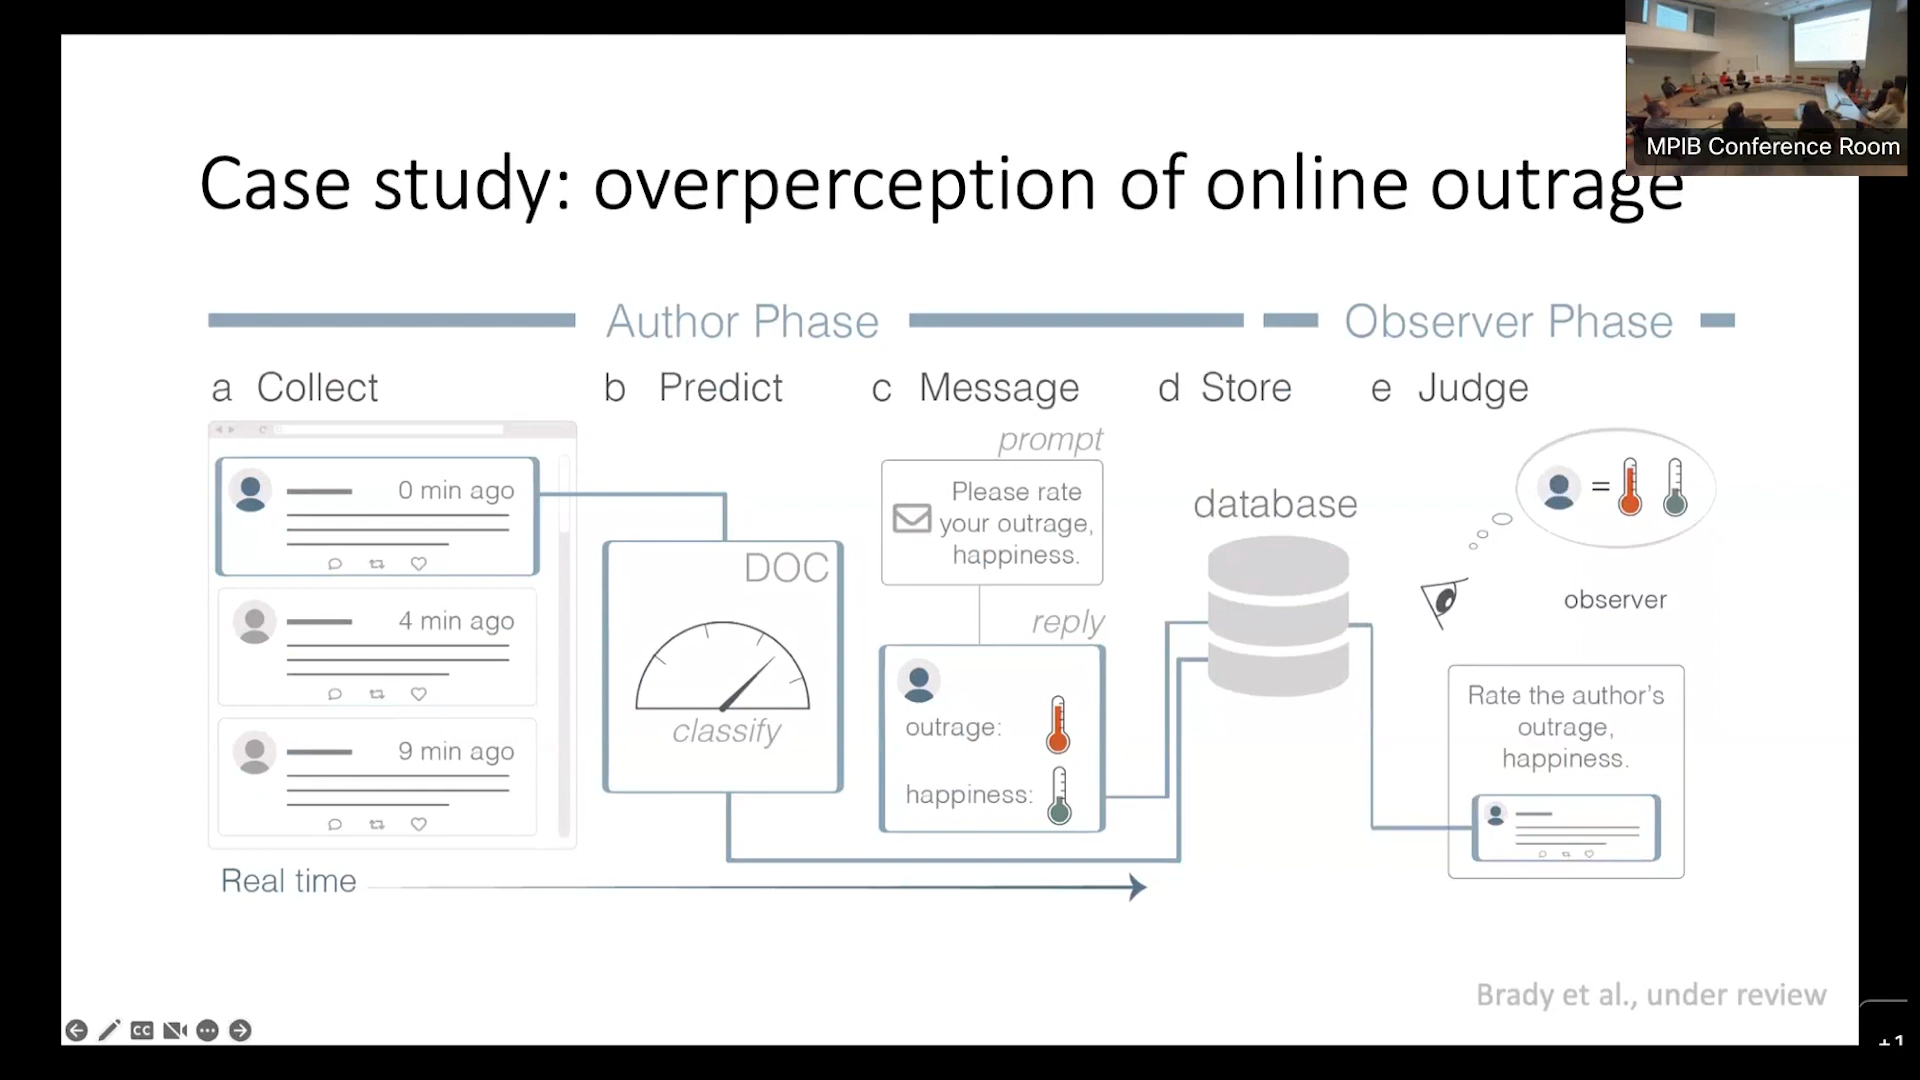 MPIB Conference Room
Case study: overperception of online outrage
Author Phase
Observer Phase
a Collect
b Predict
c Message
d Store
e Judge
0 min ago
4 min ago
9 min ago
Real time
DOC
classify
prompt
Please rate
your outrage,
happiness.
reply
outrage:
happiness:
database
=
observer
Rate the author's
outrage,
happiness.
Brady et al., under review
CC
+1